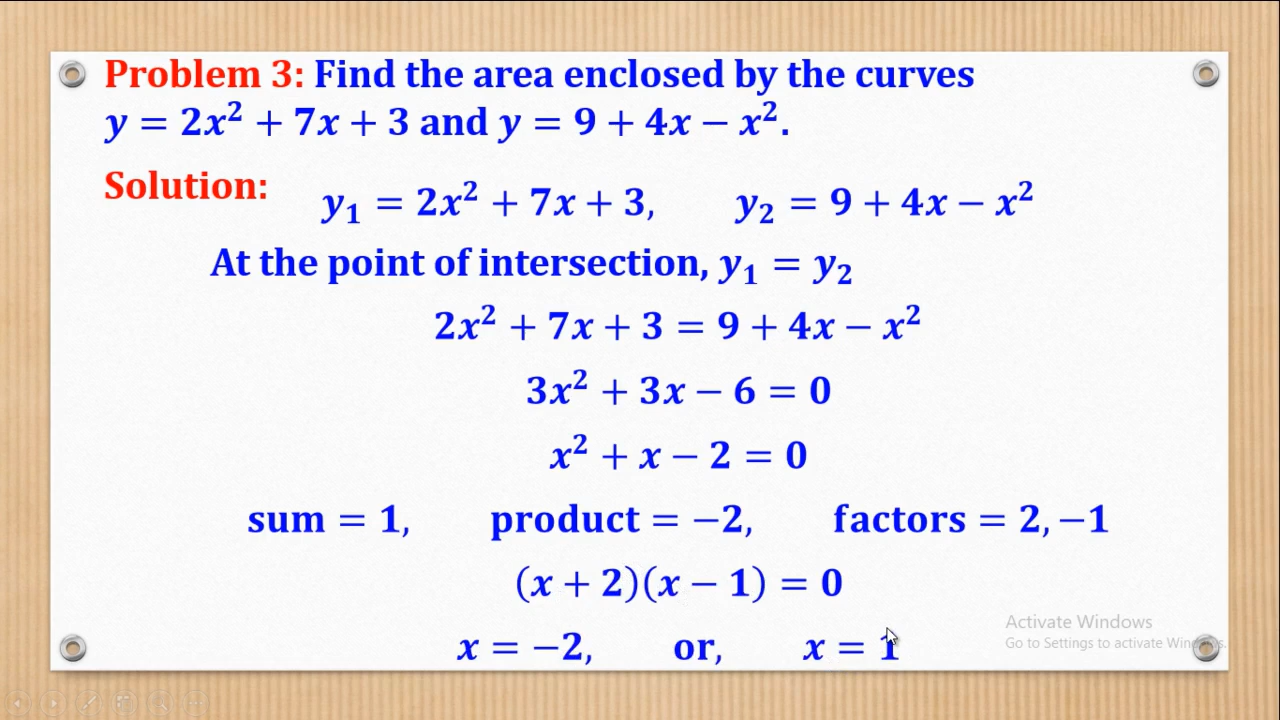 Problem 3: Find the area enclosed by the curves
y = 2x² + 7x + 3 and y = 9 + 4x − x².
Solution:
y₁ = 2x² + 7x + 3, y₂ = 9 + 4x − x²
At the point of intersection, y₁ = y₂
2x² + 7x + 3 = 9 + 4x − x²
3x² + 3x − 6 = 0
x² + x − 2 = 0
sum = 1, product = −2, factors = 2, −1
(x + 2)(x − 1) = 0
Activate Windows
Go to Settings to activate Windows.
x = −2, or, x = 1